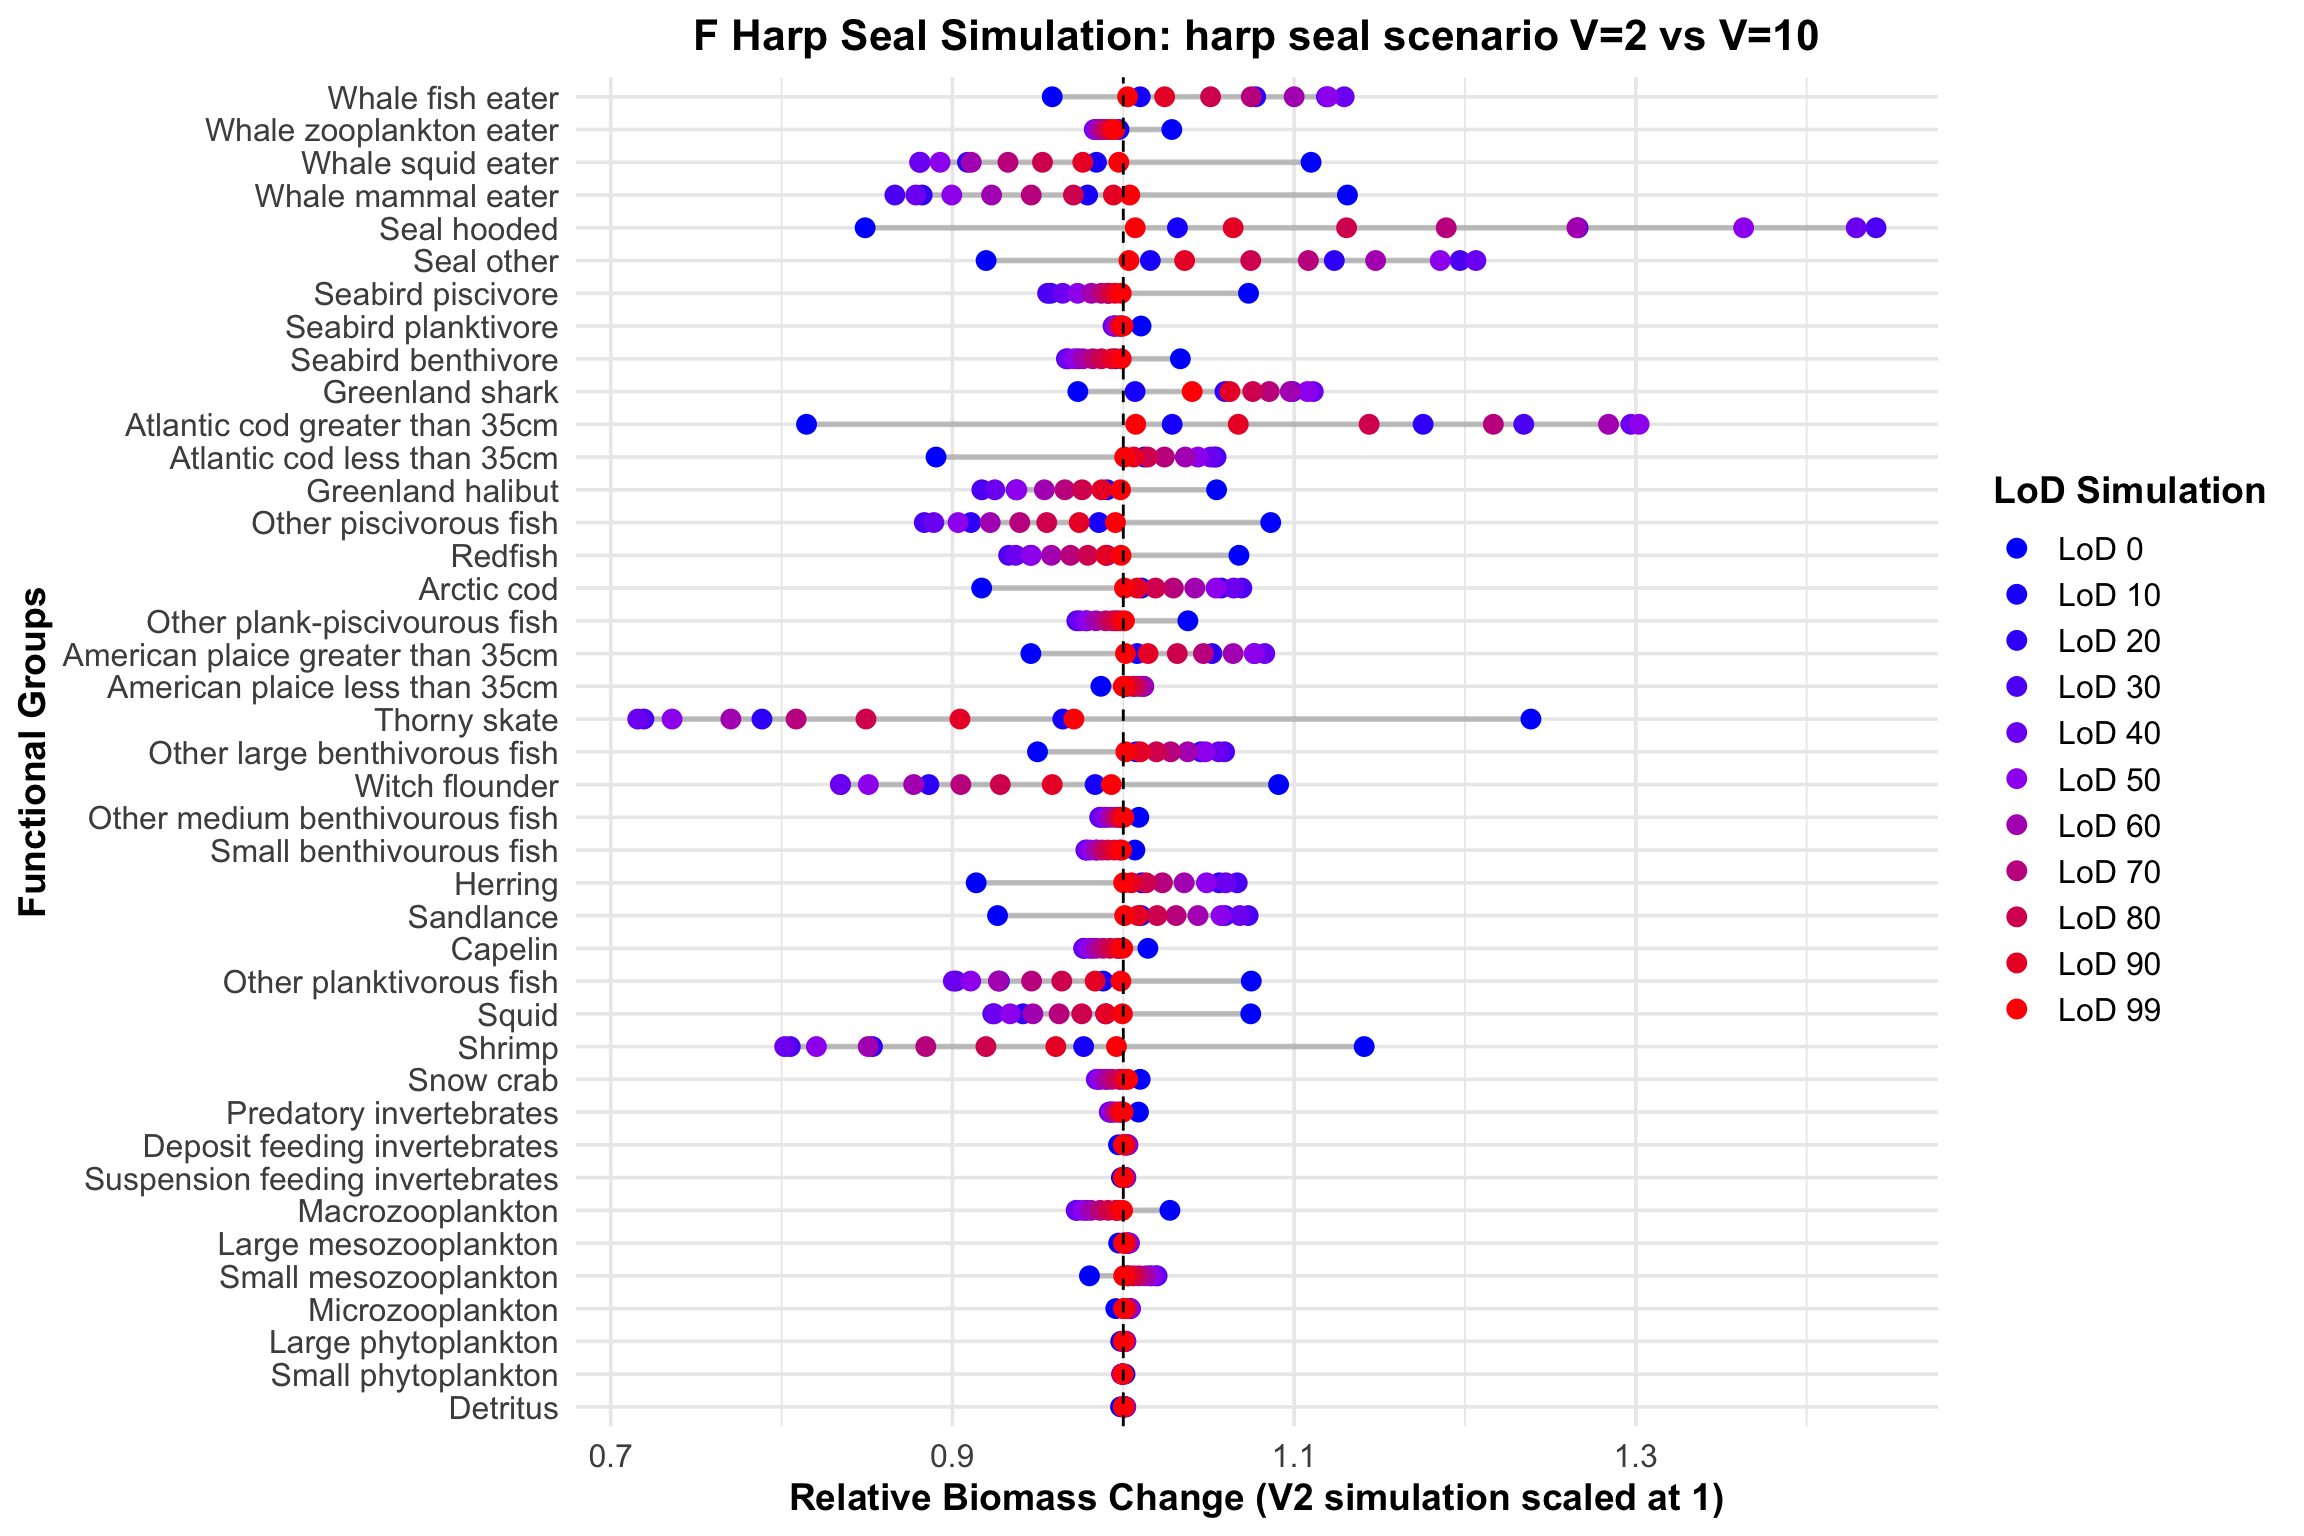 F Harp Seal Simulation: harp seal scenario V=2 vs V=10
Functional Groups
Whale fish eater
Whale zooplankton eater
Whale squid eater
Whale mammal eater
Seal hooded
Seal other
Seabird piscivore
Seabird planktivore
Seabird benthivore
Greenland shark
Atlantic cod greater than 35cm
Atlantic cod less than 35cm
Greenland halibut
Other piscivorous fish
Redfish
Arctic cod
Other plank-piscivourous fish
American plaice greater than 35cm
American plaice less than 35cm
Thorny skate
Other large benthivorous fish
Witch flounder
Other medium benthivourous fish
Small benthivourous fish
Herring
Sandlance
Capelin
Other planktivorous fish
Squid
Shrimp
Snow crab
Predatory invertebrates
Deposit feeding invertebrates
Suspension feeding invertebrates
Macrozooplankton
Large mesozooplankton
Small mesozooplankton
Microzooplankton
Large phytoplankton
Small phytoplankton
Detritus
0.7 0.9 1.1 1.3
Relative Biomass Change (V2 simulation scaled at 1)
LoD Simulation
LoD 0
LoD 10
LoD 20
LoD 30
LoD 40
LoD 50
LoD 60
LoD 70
LoD 80
LoD 90
LoD 99